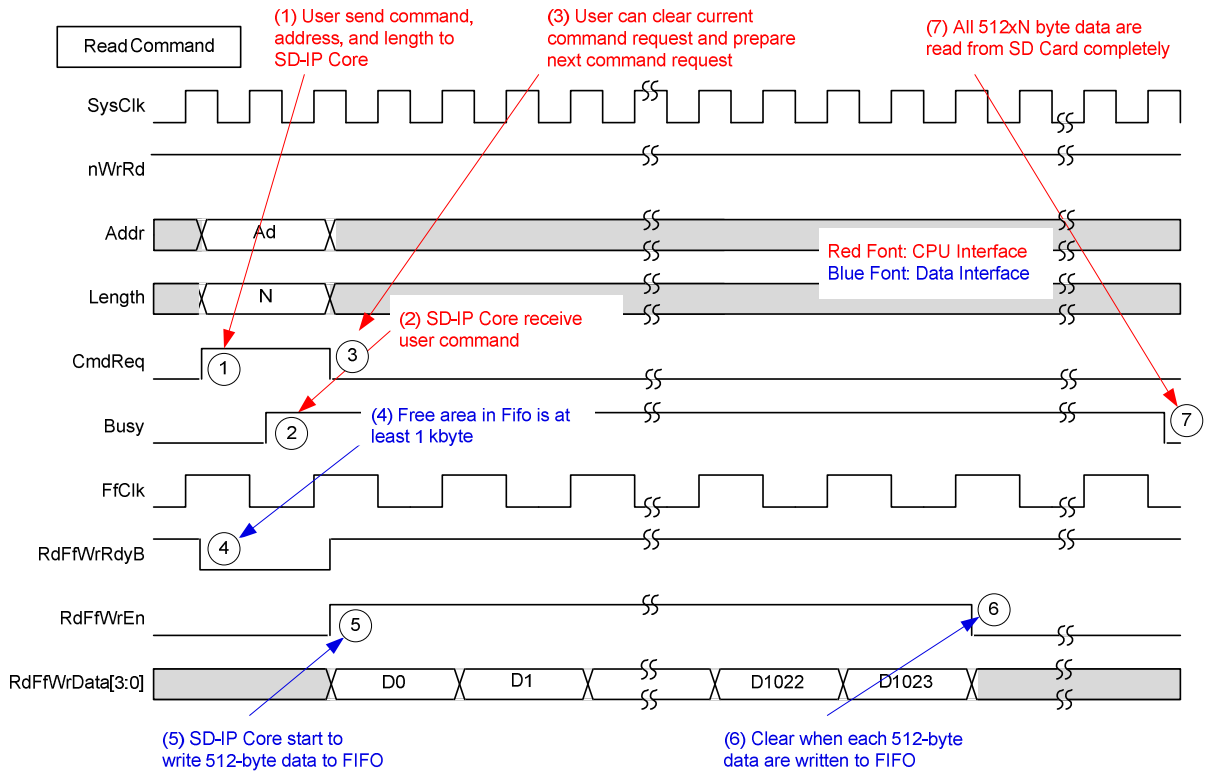 (1) User send command,
address, and length to
SD-IP Core
(3) User can clear current
command request and prepare
next command request
(7) All 512xN byte data are
read from SD Card completely
Read Command
SysClk
nWrRd
Addr
Ad
Red Font: CPU Interface
Blue Font: Data Interface
Length
N
(2) SD-IP Core receive
user command
CmdReq
1
3
Busy
2
(4) Free area in Fifo is at
least 1 kbyte
7
FfClk
RdFfWrRdyB
4
RdFfWrEn
5
6
RdFfWrData[3:0]
D0
D1
D1022
D1023
(5) SD-IP Core start to
write 512-byte data to FIFO
(6) Clear when each 512-byte
data are written to FIFO